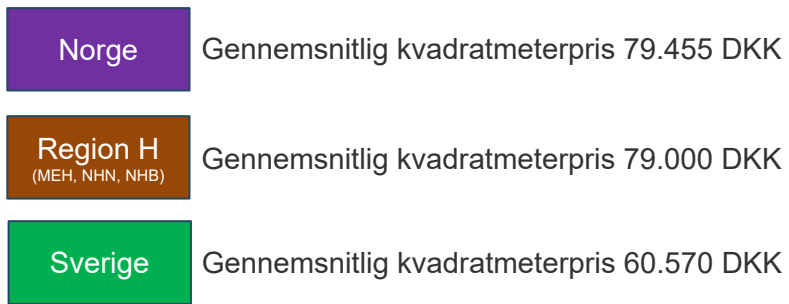 Norge Gennemsnitlig kvadratmeterpris 79.455 DKK
Region H
(MEH, NHN, NHB)
Gennemsnitlig kvadratmeterpris 79.000 DKK
Sverige Gennemsnitlig kvadratmeterpris 60.570 DKK